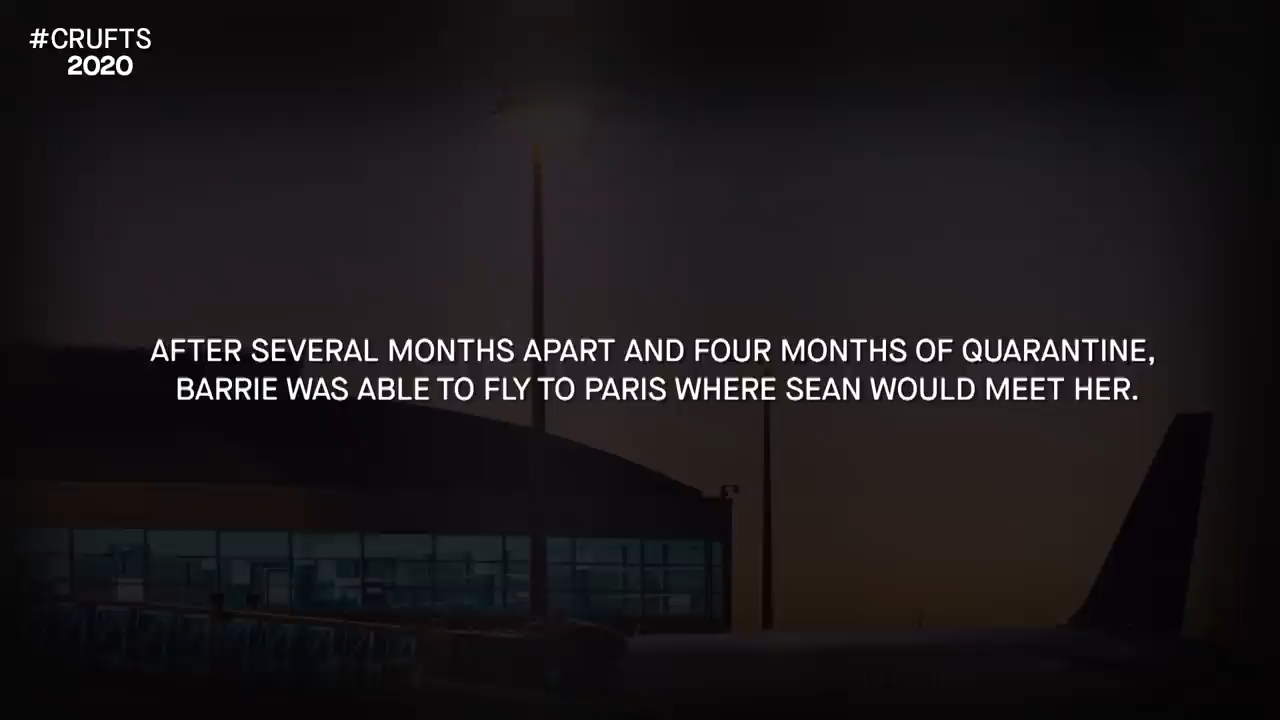 #CRUFTS
2020
AFTER SEVERAL MONTHS APART AND FOUR MONTHS OF QUARANTINE,
BARRIE WAS ABLE TO FLY TO PARIS WHERE SEAN WOULD MEET HER.